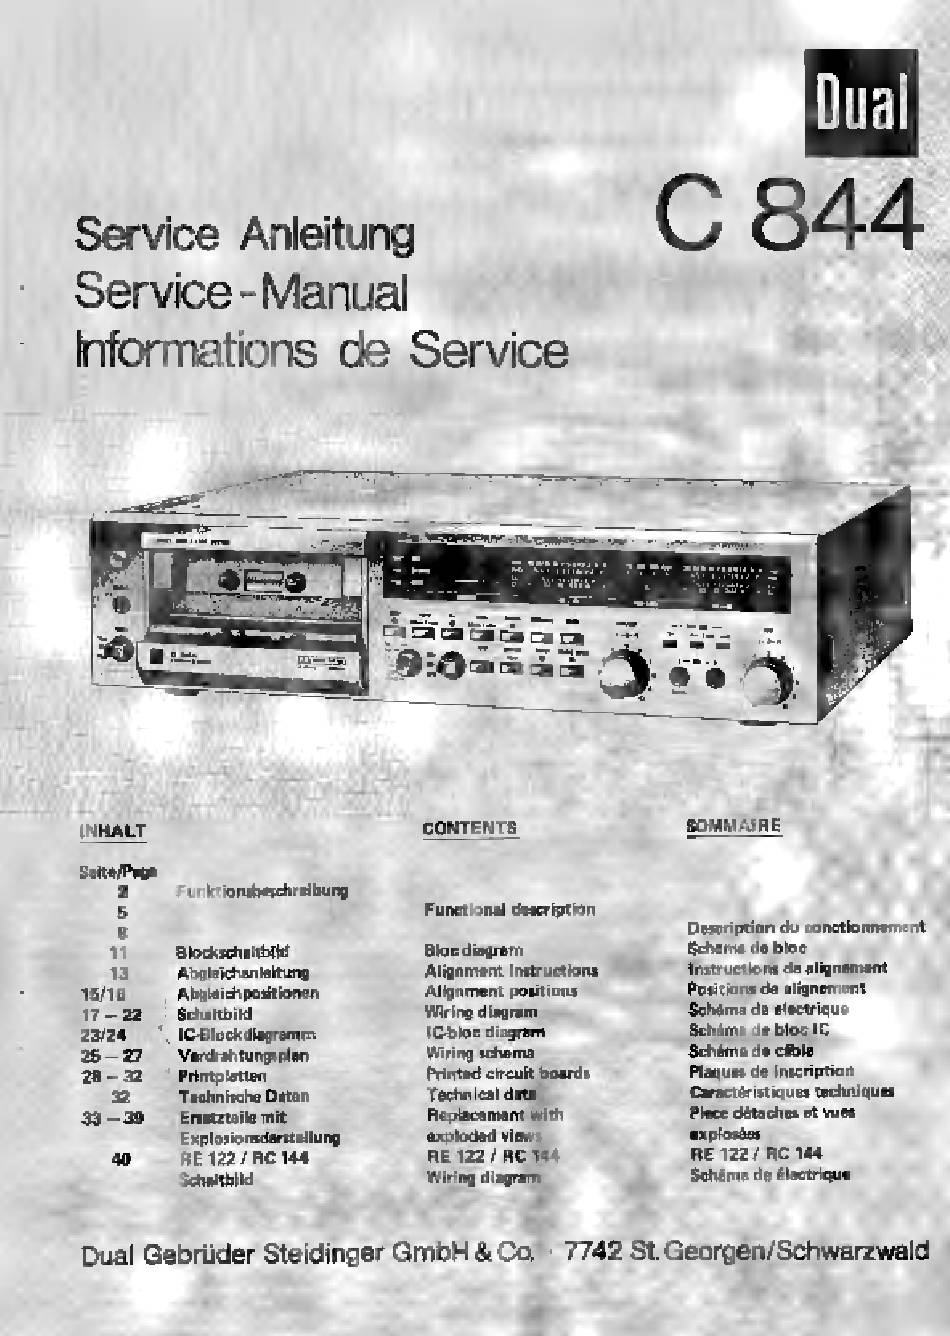 Dual
C 844
Service Anleitung
Service-Manual
Informations de Service
INHALT CONTENTS SOMMAIRE
Seite/Page
2 Funktionsbeschreibung
5 Functional description
8 Description du sonctionnement
11 Blockschaltbild Bloc diagram Schéma de bloc
13 Abgleichanleitung Alignment Instructions Instructions de alignement
15/16 Abgleichpositionen Alignment positions Positions de alignement
17 – 22 Schaltbild Wiring diagram Schéma de electrique
23/24 IC-Blockdiagramm IC-bloc diagram Schéma de bloc IC
25 – 27 Verdrahtungsplan Wiring schema Schéma de câble
28 – 32 Printplatten Printed circuit boards Plaques de Inscription
32 Technische Daten Technical data Caractéristiques techniques
33 – 39 Ersatzteile mit Replacement with Piece détaches et vues
Explosionsdarstellung exploded views explosées
40 RE 122 / RC 144 RE 122 / RC 144 RE 122 / RC 144
Schaltbild Wiring diagram Schéma de électrique
Dual Gebrüder Steidinger GmbH & Co. · 7742 St. Georgen/Schwarzwald